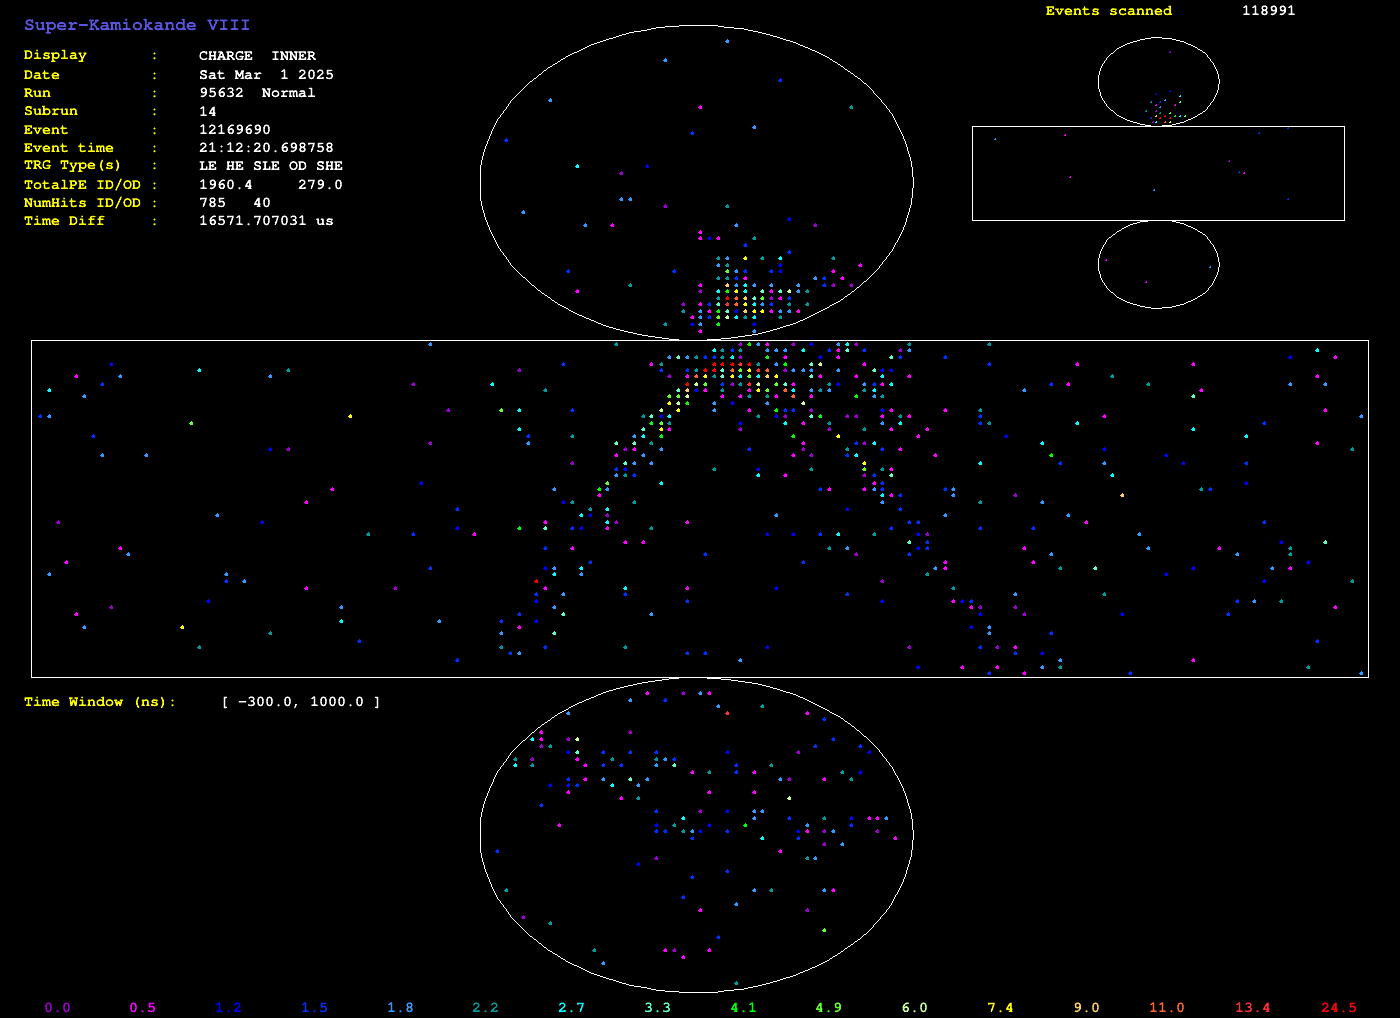 Super-Kamiokande VIII
Events scanned 118991
Display : CHARGE INNER
Date : Sat Mar 1 2025
Run : 95632 Normal
Subrun : 14
Event : 12169690
Event time : 21:12:20.698758
TRG Type(s) : LE HE SLE OD SHE
TotalPE ID/OD : 1960.4 279.0
NumHits ID/OD : 785 40
Time Diff : 16571.707031 us
Time Window (ns): [ -300.0, 1000.0 ]
0.0 0.5 1.2 1.5 1.8 2.2 2.7 3.3 4.1 4.9 6.0 7.4 9.0 11.0 13.4 24.5